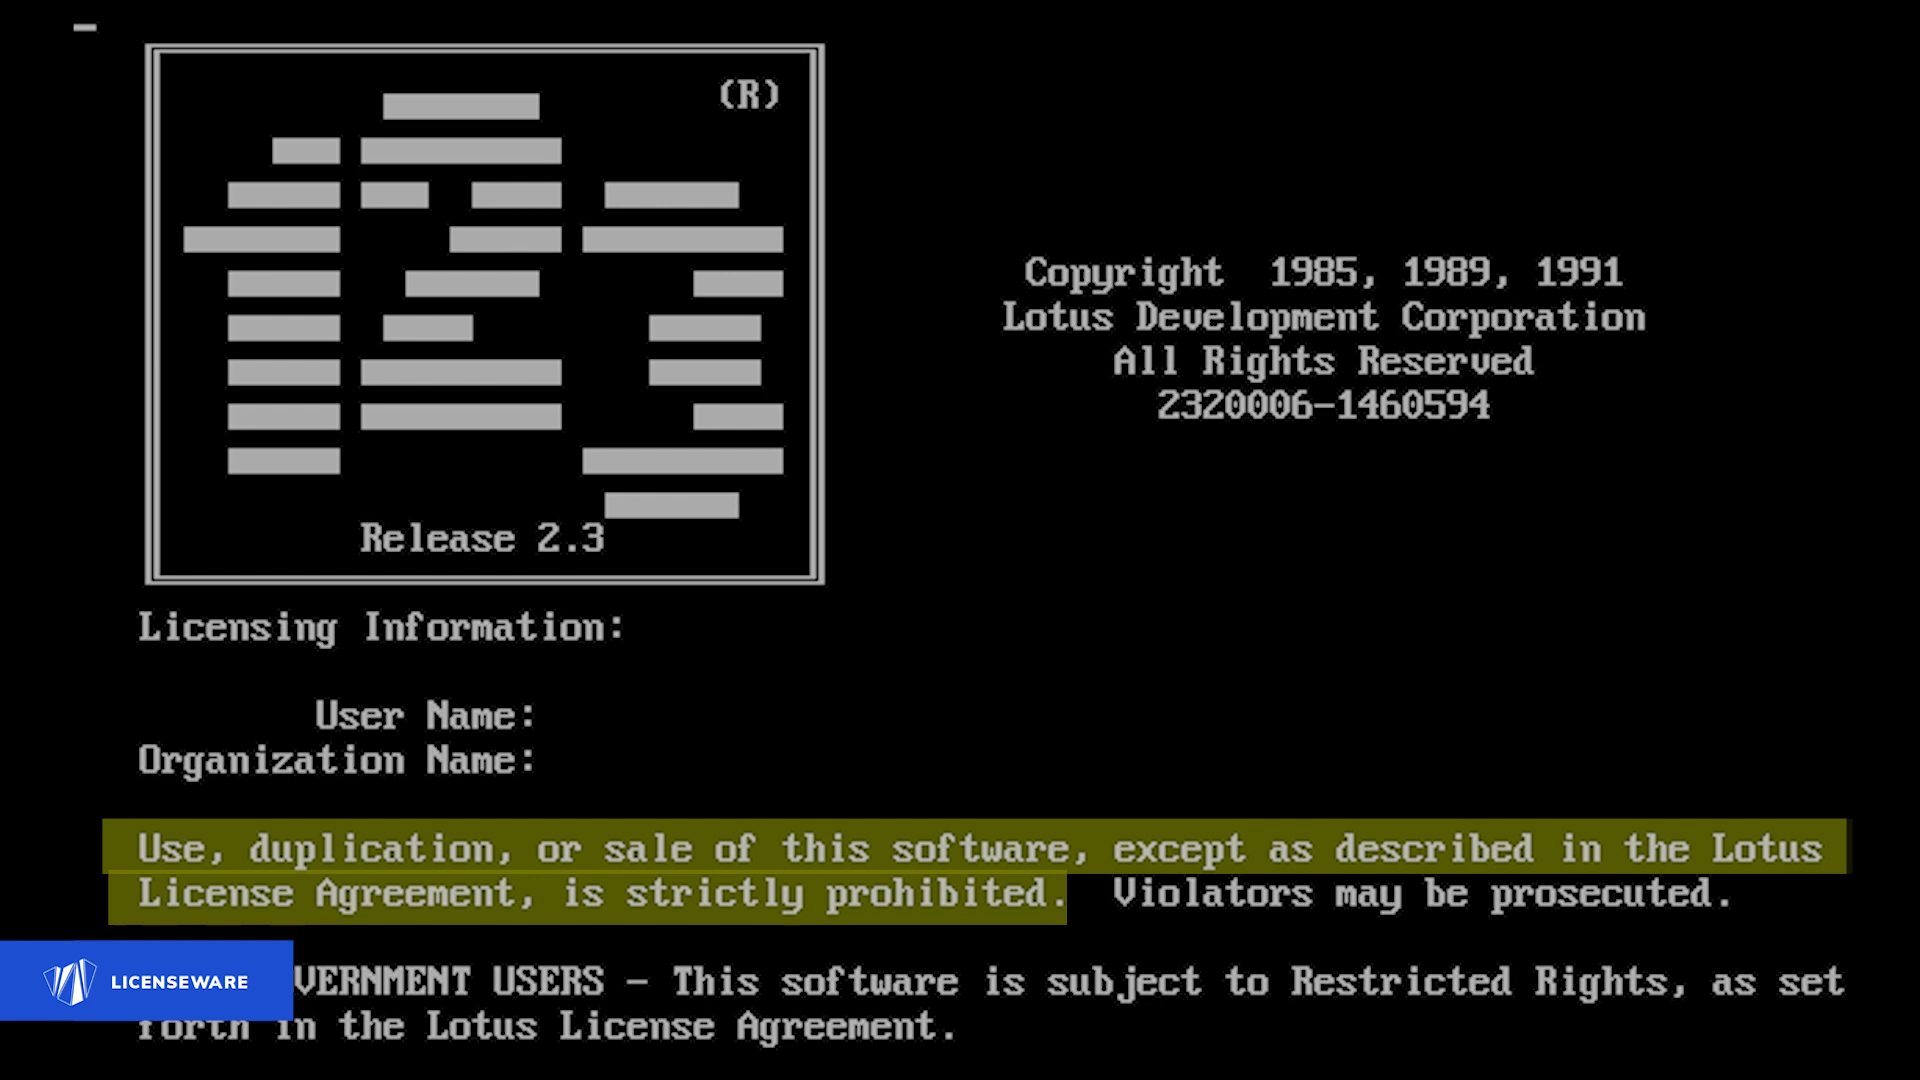 (R)
123
Release 2.3
Copyright 1985, 1989, 1991
Lotus Development Corporation
All Rights Reserved
2320006-1460594
Licensing Information:
User Name:
Organization Name:
Use, duplication, or sale of this software, except as described in the Lotus
License Agreement, is strictly prohibited. Violators may be prosecuted.
VERNMENT USERS - This software is subject to Restricted Rights, as set
forth in the Lotus License Agreement.
LICENSEWARE